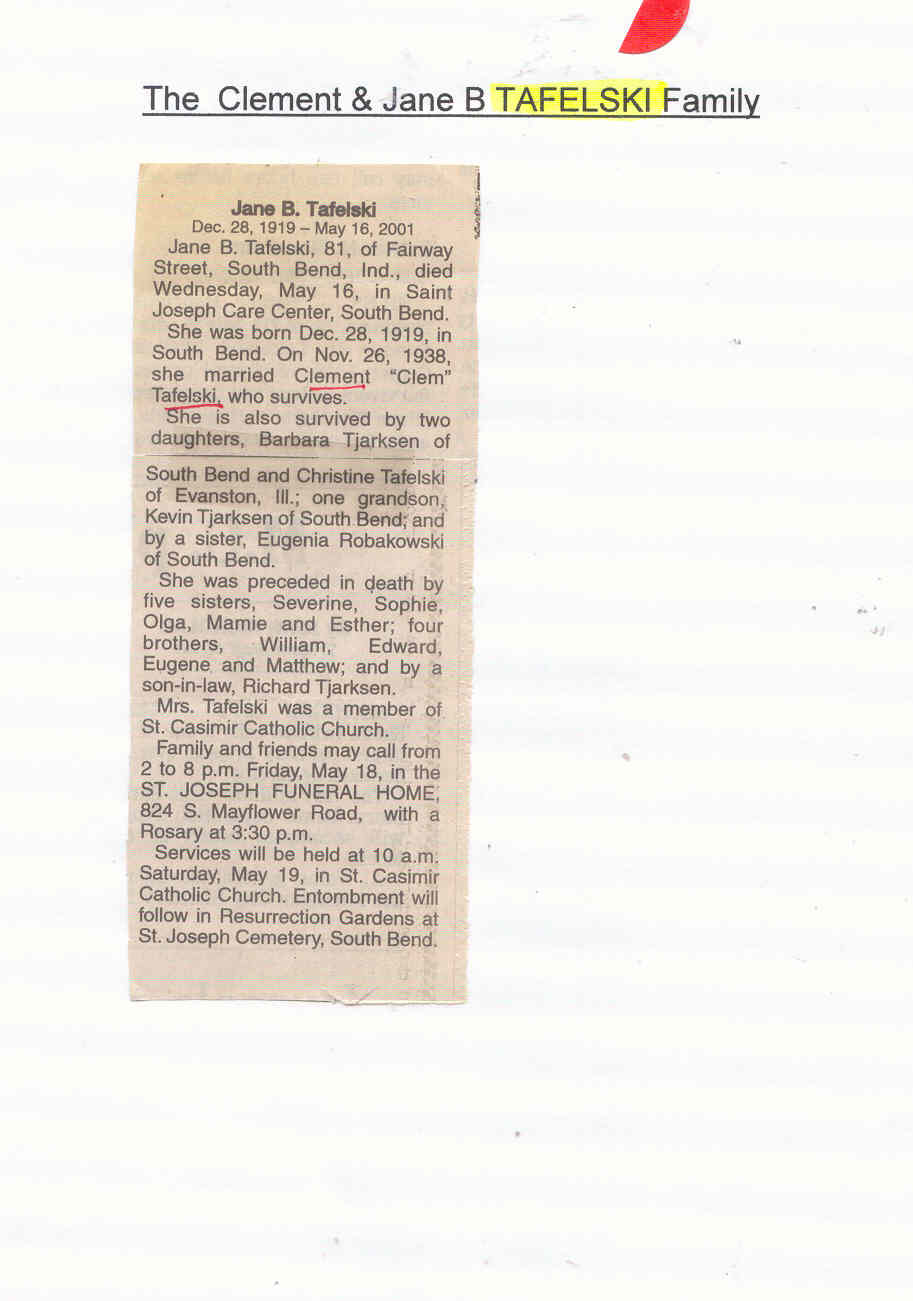 The Clement & Jane B TAFELSKI Family
Jane B. Tafelski
Dec. 28, 1919 – May 16, 2001
Jane B. Tafelski, 81, of Fairway
Street, South Bend, Ind., died
Wednesday, May 16, in Saint
Joseph Care Center, South Bend.
She was born Dec. 28, 1919, in
South Bend. On Nov. 26, 1938,
she married Clement “Clem”
Tafelski, who survives.
She is also survived by two
daughters, Barbara Tjarksen of
South Bend and Christine Tafelski
of Evanston, Ill.; one grandson,
Kevin Tjarksen of South Bend; and
by a sister, Eugenia Robakowski
of South Bend.
She was preceded in death by
five sisters, Severine, Sophie,
Olga, Mamie and Esther; four
brothers, William, Edward,
Eugene and Matthew; and by a
son-in-law, Richard Tjarksen.
Mrs. Tafelski was a member of
St. Casimir Catholic Church.
Family and friends may call from
2 to 8 p.m. Friday, May 18, in the
ST. JOSEPH FUNERAL HOME,
824 S. Mayflower Road, with a
Rosary at 3:30 p.m.
Services will be held at 10 a.m.
Saturday, May 19, in St. Casimir
Catholic Church. Entombment will
follow in Resurrection Gardens at
St. Joseph Cemetery, South Bend.